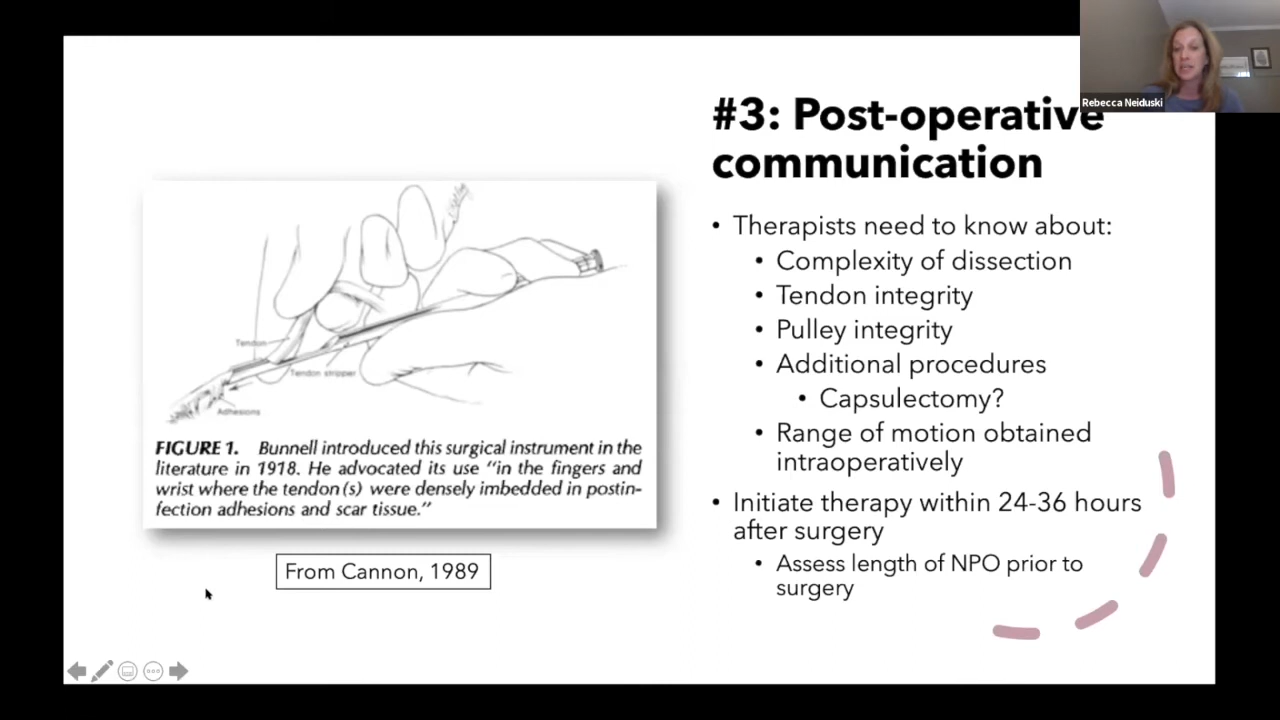 Rebecca Neiduski
#3: Post-operative
communication
• Therapists need to know about:
• Complexity of dissection
• Tendon integrity
• Pulley integrity
• Additional procedures
• Capsulectomy?
• Range of motion obtained
intraoperatively
• Initiate therapy within 24-36 hours
after surgery
• Assess length of NPO prior to
surgery
Tendon
Tendon stripper
Adhesions
FIGURE 1. Bunnell introduced this surgical instrument in the
literature in 1918. He advocated its use “in the fingers and
wrist where the tendon(s) were densely imbedded in postin-
fection adhesions and scar tissue.”
From Cannon, 1989